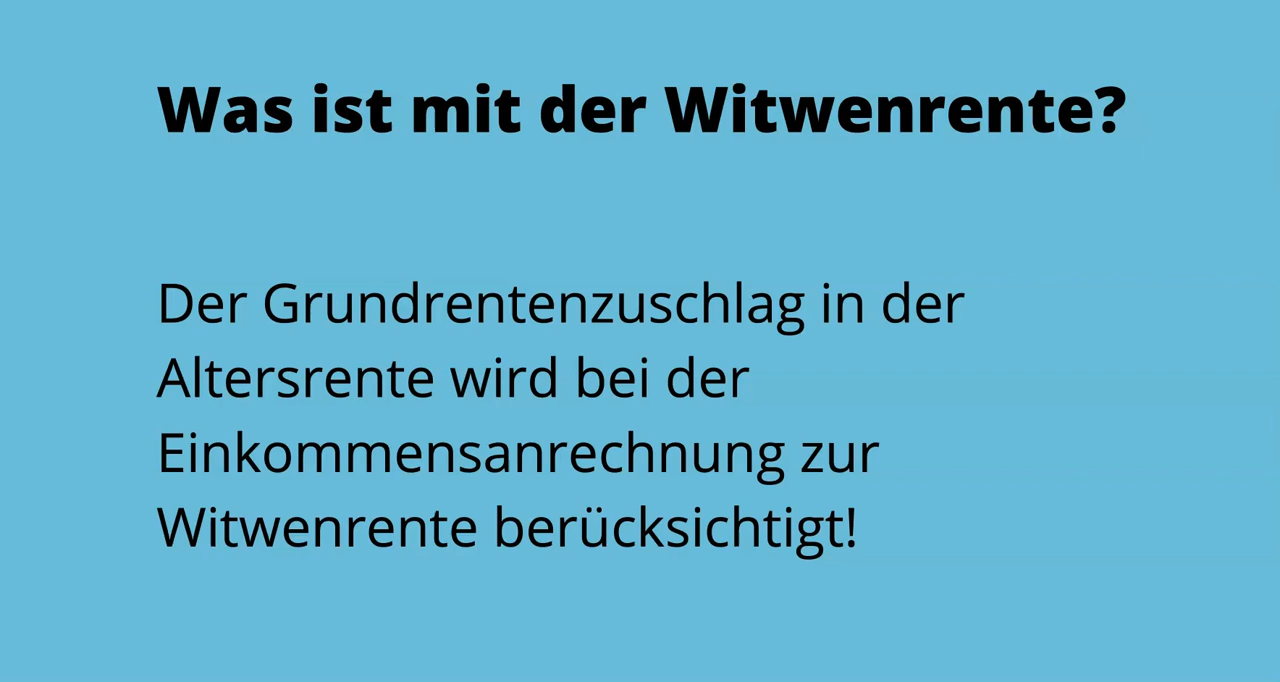 Was ist mit der Witwenrente?
Der Grundrentenzuschlag in der
Altersrente wird bei der
Einkommensanrechnung zur
Witwenrente berücksichtigt!